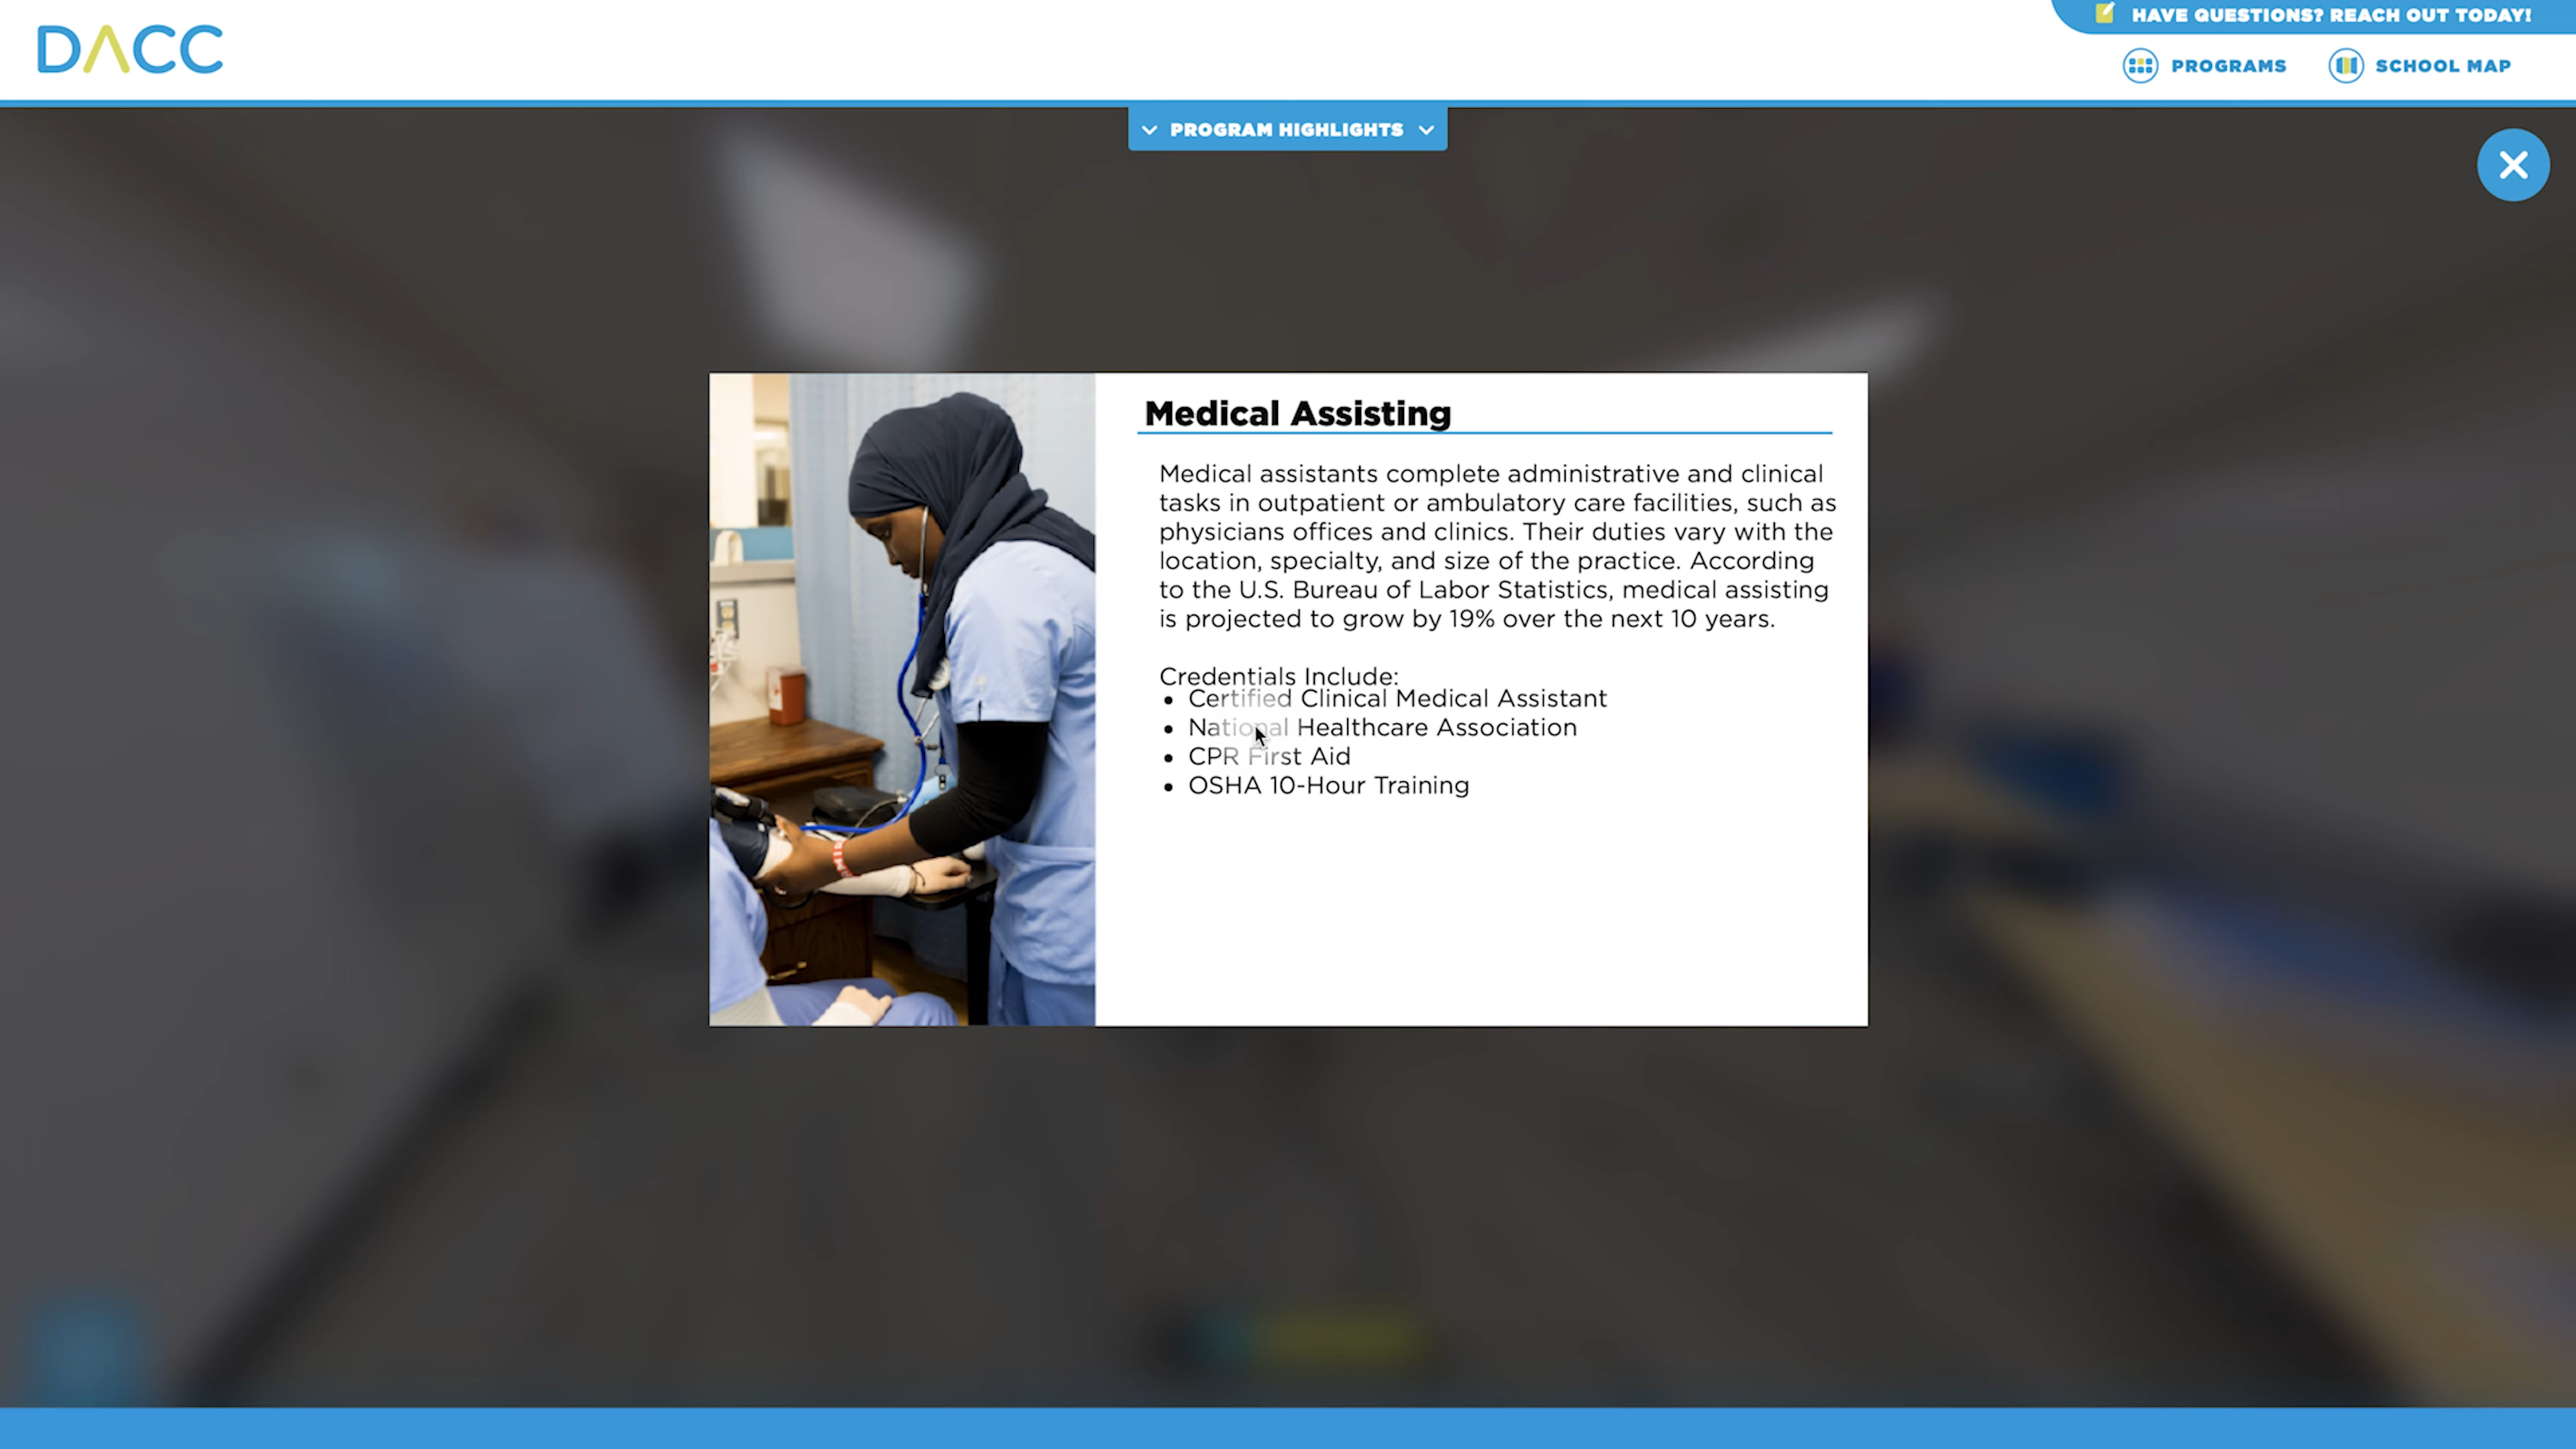 DACC
HAVE QUESTIONS? REACH OUT TODAY!
PROGRAMS
SCHOOL MAP
PROGRAM HIGHLIGHTS
Medical Assisting
Medical assistants complete administrative and clinical
tasks in outpatient or ambulatory care facilities, such as
physicians offices and clinics. Their duties vary with the
location, specialty, and size of the practice. According
to the U.S. Bureau of Labor Statistics, medical assisting
is projected to grow by 19% over the next 10 years.
Credentials Include:
• Certified Clinical Medical Assistant
• National Healthcare Association
• CPR First Aid
• OSHA 10-Hour Training